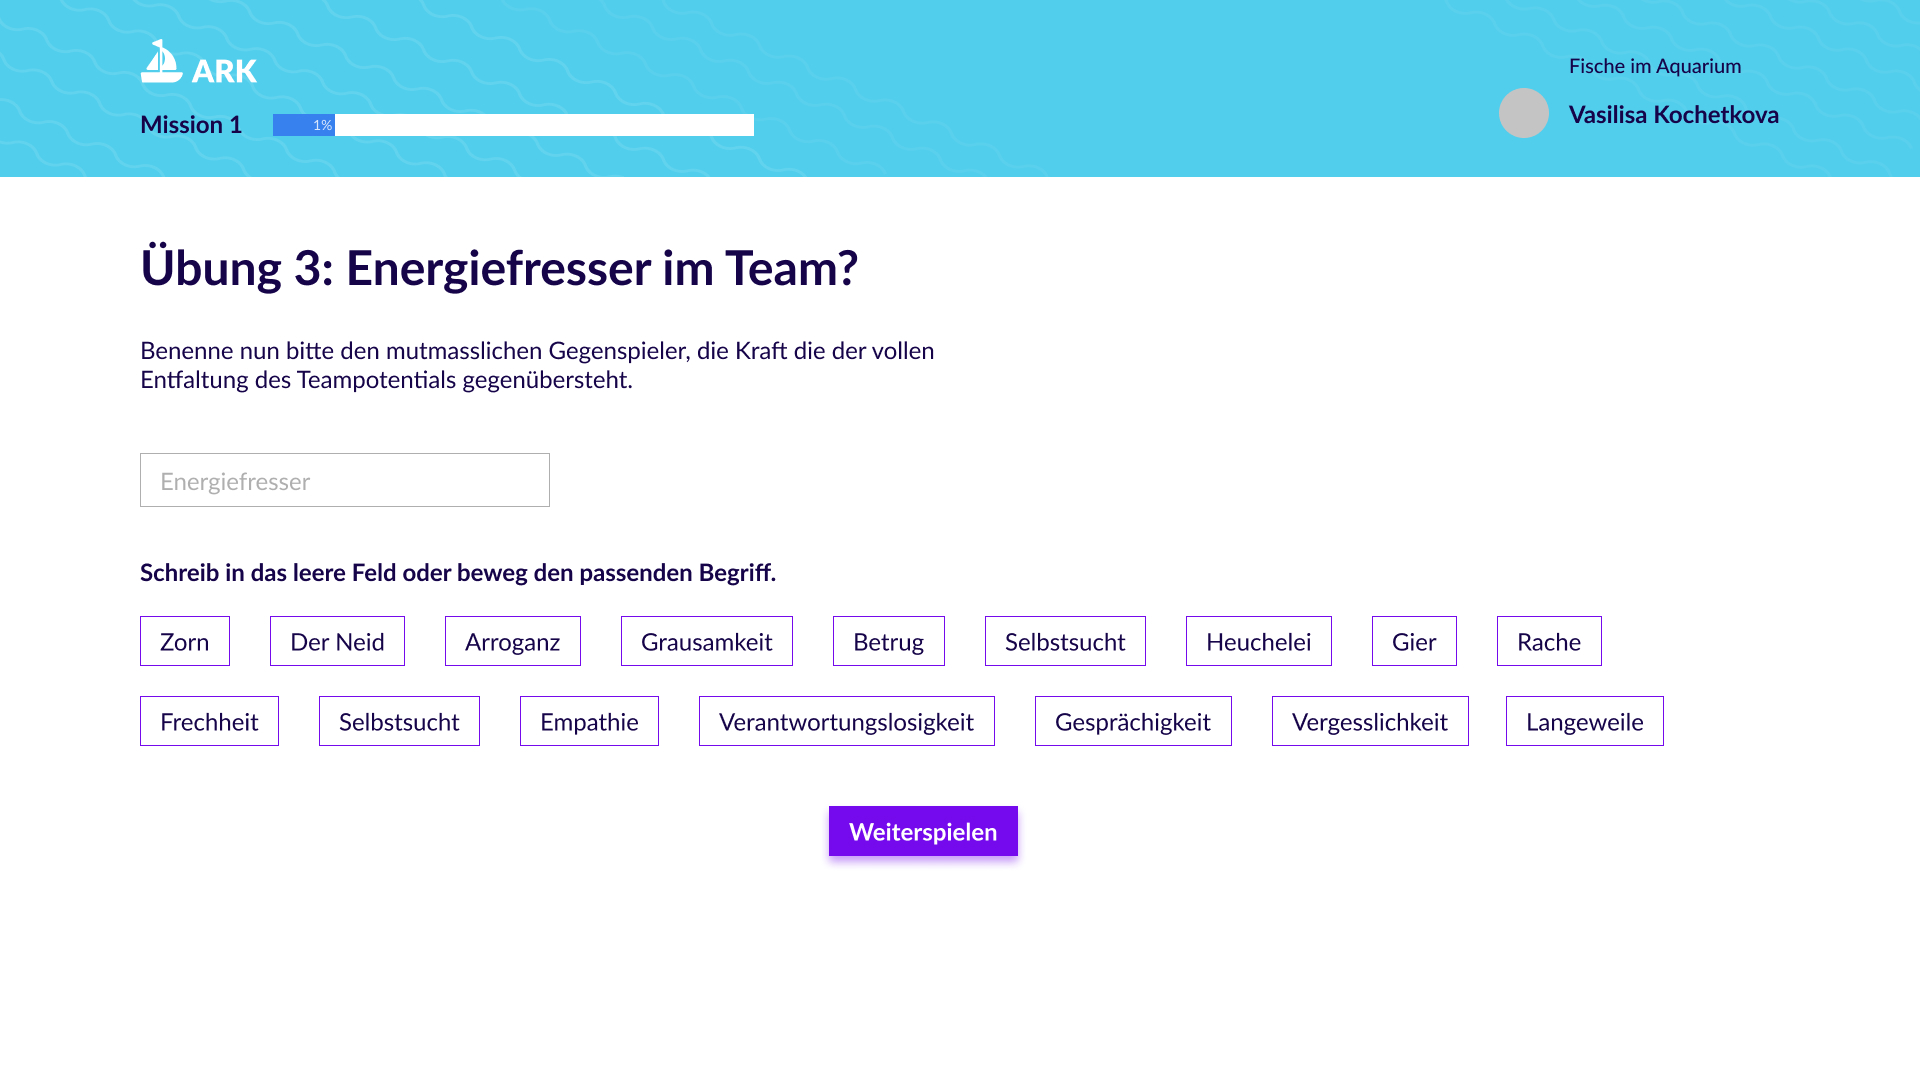 ARK
Fische im Aquarium
Mission 1
1%
Vasilisa Kochetkova
Übung 3: Energiefresser im Team?
Benenne nun bitte den mutmasslichen Gegenspieler, die Kraft die der vollen
Entfaltung des Teampotentials gegenübersteht.
Energiefresser
Schreib in das leere Feld oder beweg den passenden Begriff.
Zorn Der Neid Arroganz Grausamkeit Betrug Selbstsucht Heuchelei Gier Rache
Frechheit Selbstsucht Empathie Verantwortungslosigkeit Gesprächigkeit Vergesslichkeit Langeweile
Weiterspielen